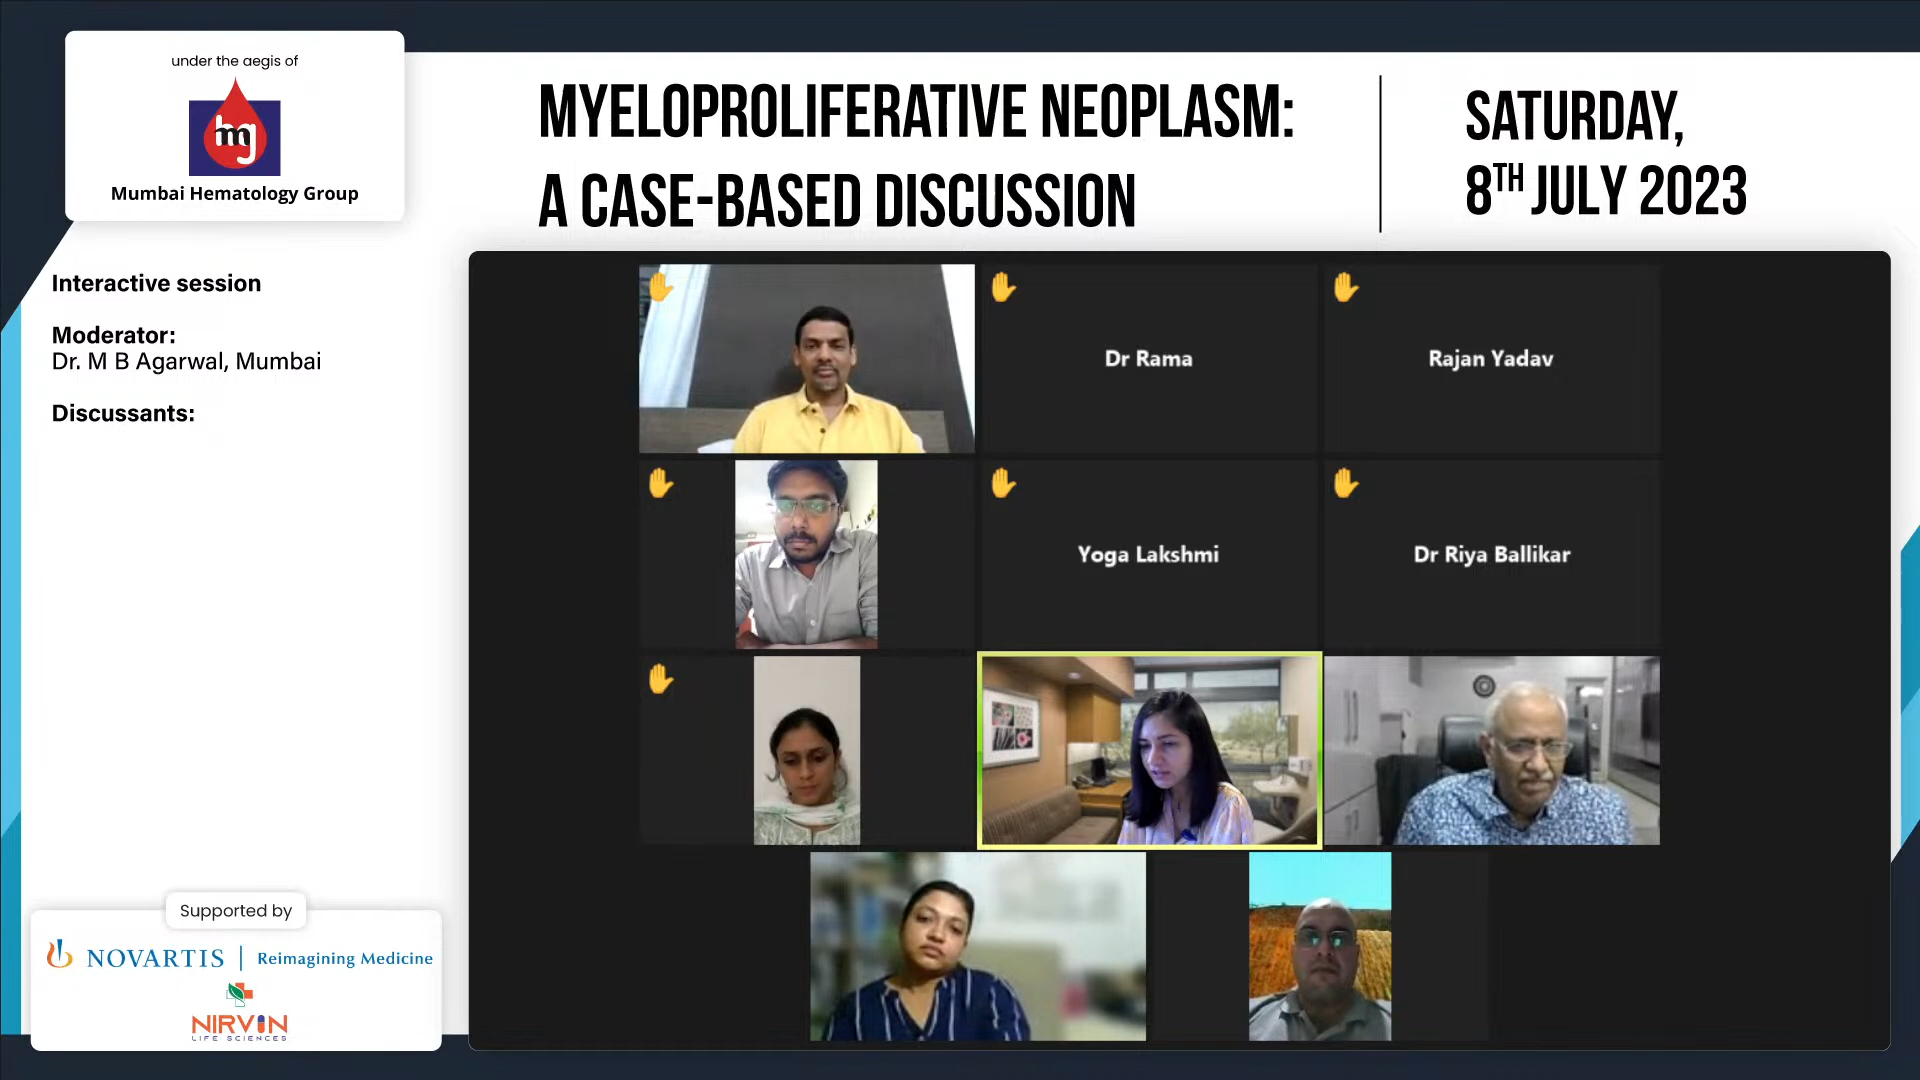 under the aegis of
mg
Mumbai Hematology Group
MYELOPROLIFERATIVE NEOPLASM:
A CASE-BASED DISCUSSION
SATURDAY,
8TH JULY 2023
Interactive session
Moderator:
Dr. M B Agarwal, Mumbai
Discussants:
Dr Rama
Rajan Yadav
Yoga Lakshmi
Dr Riya Ballikar
Supported by
NOVARTIS | Reimagining Medicine
NIRVIN
LIFE SCIENCES